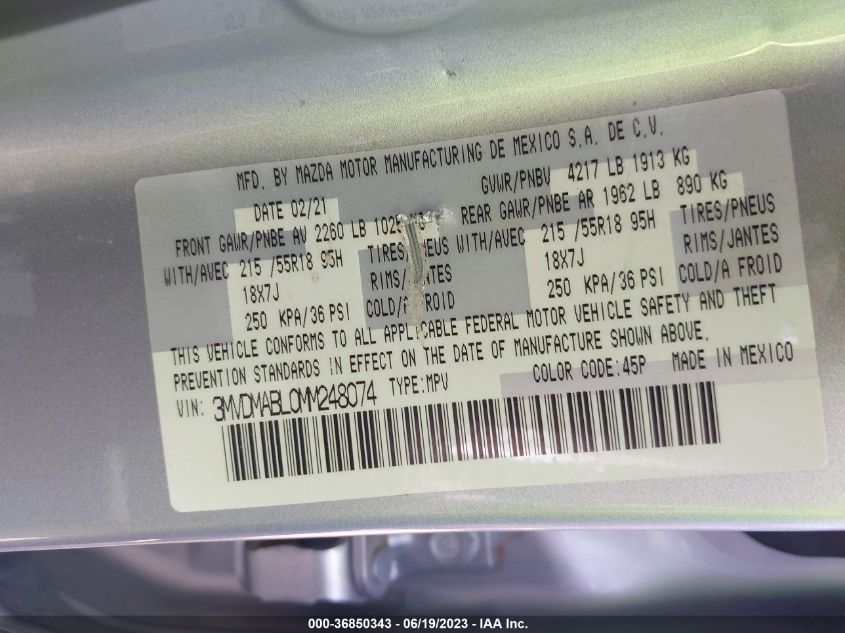 MFD. BY MAZDA MOTOR MANUFACTURING DE MEXICO S.A. DE C.V.
DATE 02/21 GVWR/PNBV 4217 LB 1913 KG
FRONT GAWR/PNBE AV 2260 LB KG REAR GAWR/PNBE AR 1962 LB 890 KG
WITH/AVEC 215 /55R18 95H TIRES/PNEUS WITH/AVEC 215 /55R18 95H TIRES/PNEUS
18X7J RIMS/JANTES 18X7J RIMS/JANTES
250 KPA/36 PSI COLD/A FROID 250 KPA/36 PSI COLD/A FROID
THIS VEHICLE CONFORMS TO ALL APPLICABLE FEDERAL MOTOR VEHICLE SAFETY AND THEFT
PREVENTION STANDARDS IN EFFECT ON THE DATE OF MANUFACTURE SHOWN ABOVE.
VIN: 3MVDMABL0MM248074 TYPE:MPV COLOR CODE:45P MADE IN MEXICO
000-36850343 - 06/19/2023 - IAA Inc.